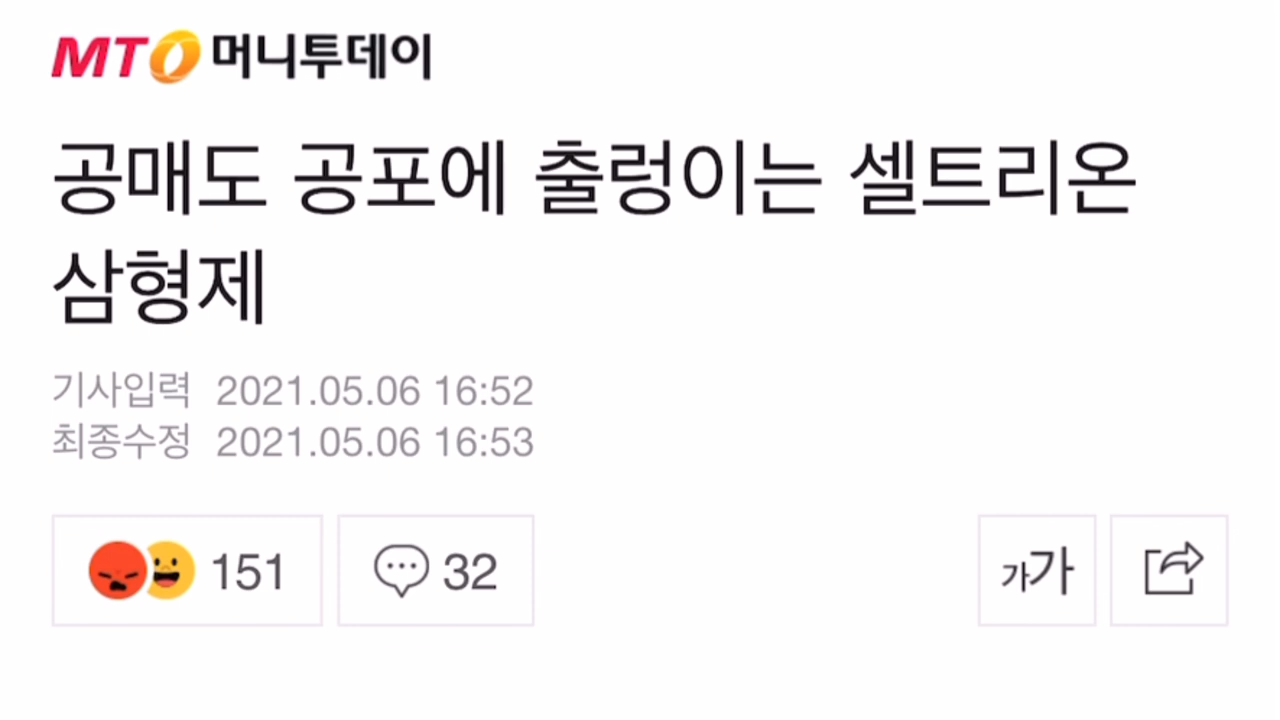 MTO 머니투데이
공매도 공포에 출렁이는 셀트리온
삼형제
기사입력 2021.05.06 16:52
최종수정 2021.05.06 16:53
151 32 가가